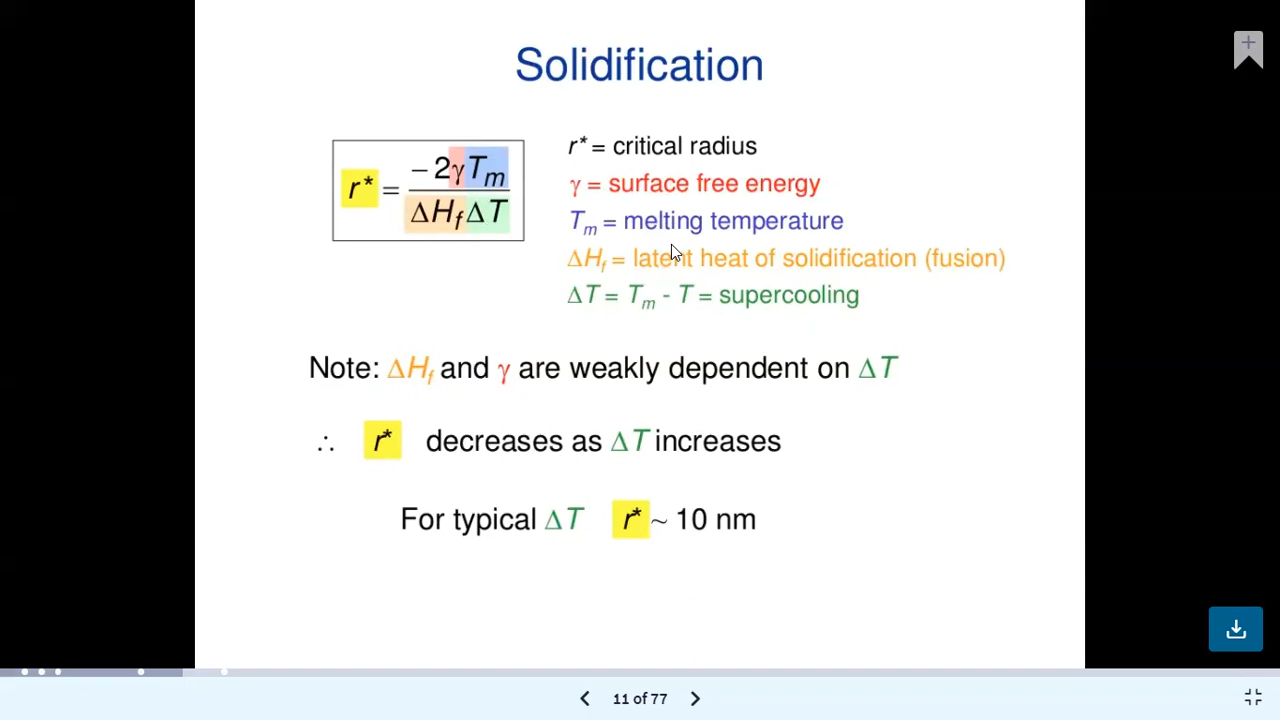 Solidification
r* = −2γTm / ΔHfΔT
r* = critical radius
γ = surface free energy
Tm = melting temperature
ΔHf = latent heat of solidification (fusion)
ΔT = Tm - T = supercooling
Note: ΔHf and γ are weakly dependent on ΔT
∴ r* decreases as ΔT increases
For typical ΔT r* ~ 10 nm
11 of 77